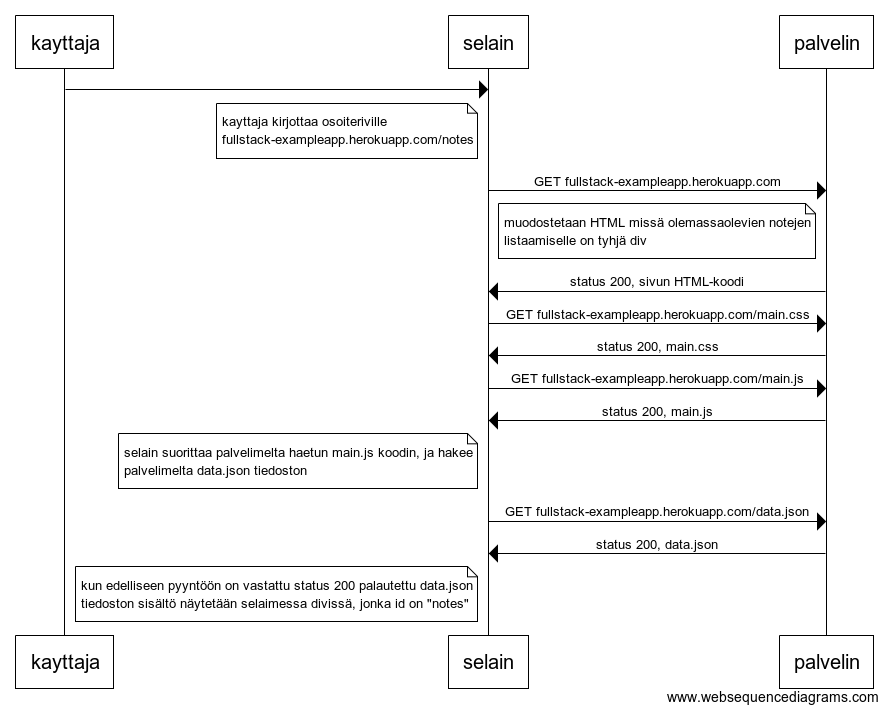 kayttaja
selain
palvelin
kayttaja kirjottaa osoiteriville
fullstack-exampleapp.herokuapp.com/notes
GET fullstack-exampleapp.herokuapp.com
muodostetaan HTML missä olemassaolevien notejen
listaamiselle on tyhjä div
status 200, sivun HTML-koodi
GET fullstack-exampleapp.herokuapp.com/main.css
status 200, main.css
GET fullstack-exampleapp.herokuapp.com/main.js
status 200, main.js
selain suorittaa palvelimelta haetun main.js koodin, ja hakee
palvelimelta data.json tiedoston
GET fullstack-exampleapp.herokuapp.com/data.json
status 200, data.json
kun edelliseen pyyntöön on vastattu status 200 palautettu data.json
tiedoston sisältö näytetään selaimessa divissä, jonka id on "notes"
kayttaja
selain
palvelin
www.websequencediagrams.com